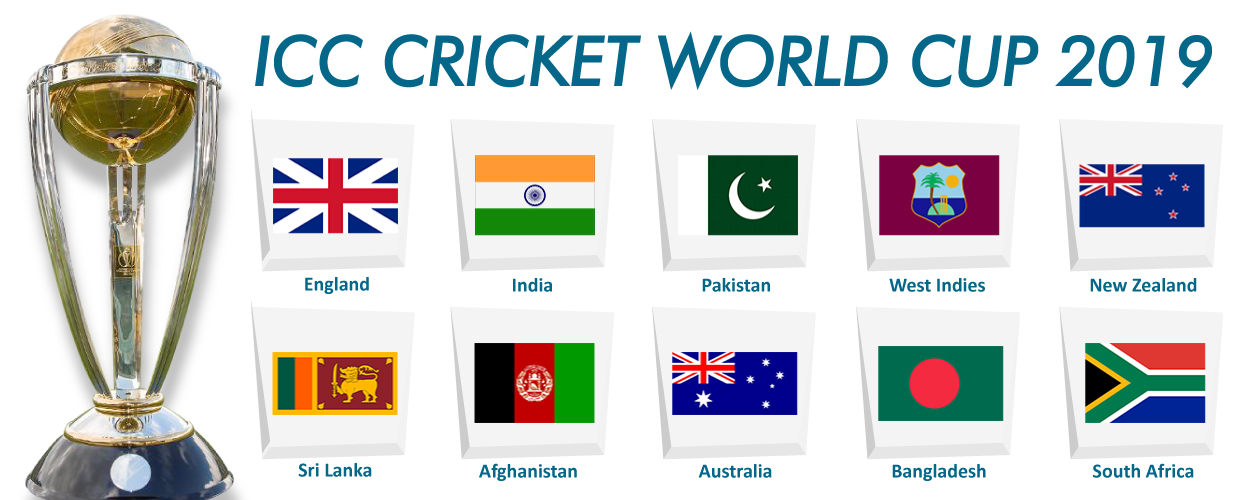 ICC CRICKET WORLD CUP 2019
England
India
Pakistan
West Indies
New Zealand
Sri Lanka
Afghanistan
Australia
Bangladesh
South Africa